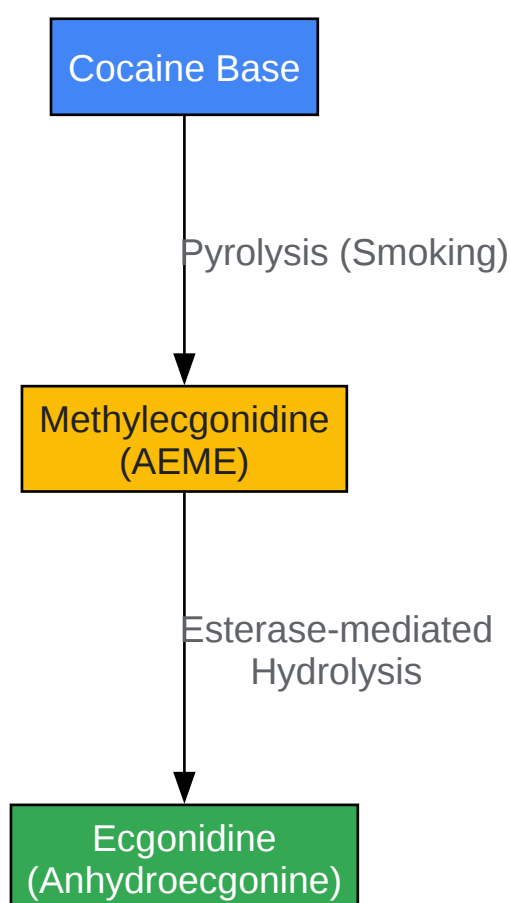 Cocaine Base
Pyrolysis (Smoking)
Methylecgonidine
(AEME)
Esterase-mediated
Hydrolysis
Ecgonidine
(Anhydroecgonine)